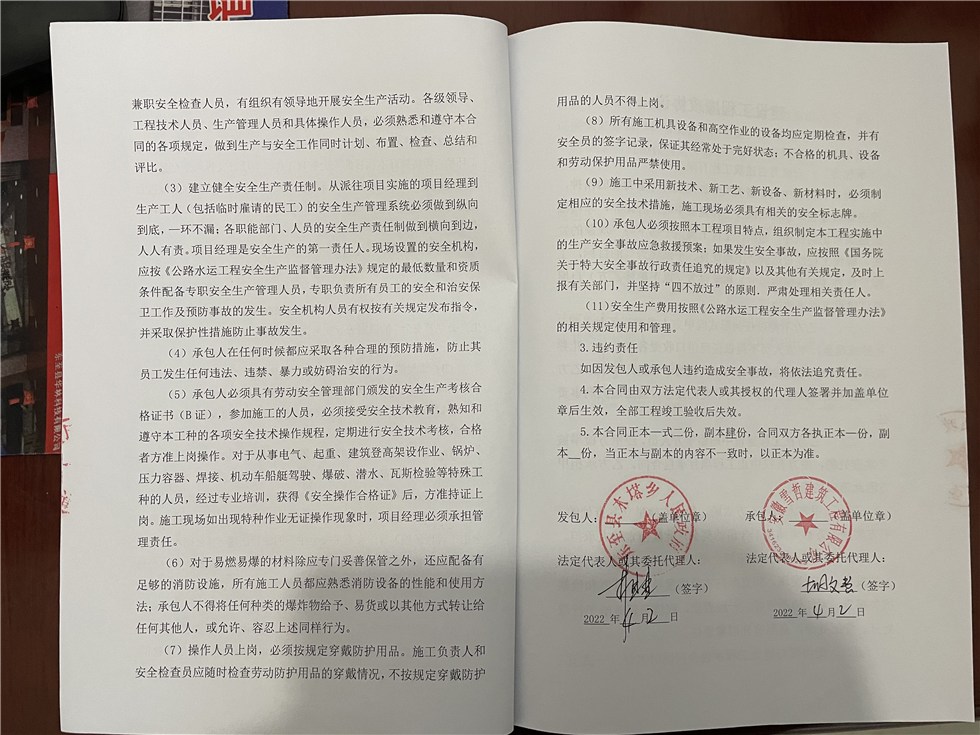 兼职安全检查人员，有组织有领导地开展安全生产活动。各级领导、
工程技术人员、生产管理人员和具体操作人员，必须熟悉和遵守本合
同的各项规定，做到生产与安全工作同时计划、布置、检查、总结和
评比。
（3）建立健全安全生产责任制。从派往项目实施的项目经理到
生产工人（包括临时雇请的民工）的安全生产管理系统必须做到纵向
到底，一环不漏；各职能部门、人员的安全生产责任制做到横向到边，
人人有责。项目经理是安全生产的第一责任人。现场设置的安全机构，
应按《公路水运工程安全生产监督管理办法》规定的最低数量和资质
条件配备专职安全生产管理人员，专职负责所有员工的安全和治安保
卫工作及预防事故的发生。安全机构人员有权按有关规定发布指令，
并采取保护性措施防止事故发生。
（4）承包人在任何时候都应采取各种合理的预防措施，防止其
员工发生任何违法、违禁、暴力或妨碍治安的行为。
（5）承包人必须具有劳动安全管理部门颁发的安全生产考核合
格证书（B证），参加施工的人员，必须接受安全技术教育，熟知和
遵守本工种的各项安全技术操作规程，定期进行安全技术考核，合格
者方准上岗操作。对于从事电气、起重、建筑登高架设作业、锅炉、
压力容器、焊接、机动车船艇驾驶、爆破、潜水、瓦斯检验等特殊工
种的人员，经过专业培训，获得《安全操作合格证》后，方准持证上
岗。施工现场如出现特种作业无证操作现象时，项目经理必须承担管
理责任。
（6）对于易燃易爆的材料除应专门妥善保管之外，还应配备有
足够的消防设施，所有施工人员都应熟悉消防设备的性能和使用方
法；承包人不得将任何种类的爆炸物给予、易货或以其他方式转让给
任何其他人，或允许、容忍上述同样行为。
（7）操作人员上岗，必须按规定穿戴防护用品。施工负责人和
安全检查员应随时检查劳动防护用品的穿戴情况，不按规定穿戴防护
用品的人员不得上岗。
（8）所有施工机具设备和高空作业的设备均应定期检查，并有
安全员的签字记录，保证其经常处于完好状态；不合格的机具、设备
和劳动保护用品严禁使用。
（9）施工中采用新技术、新工艺、新设备、新材料时，必须制
定相应的安全技术措施，施工现场必须具有相关的安全标志牌。
（10）承包人必须按照本工程项目特点，组织制定本工程实施中
的生产安全事故应急救援预案；如果发生安全事故，应按照《国务院
关于特大安全事故行政责任追究的规定》以及其他有关规定，及时上
报有关部门，并坚持“四不放过”的原则．严肃处理相关责任人。
（11）安全生产费用按照《公路水运工程安全生产监督管理办法》
的相关规定使用和管理。
3.违约责任
如因发包人或承包人违约造成安全事故，将依法追究责任。
4.本合同由双方法定代表人或其授权的代理人签署并加盖单位
章后生效，全部工程竣工验收后失效。
5.本合同正本一式二份，副本肆份，合同双方各执正本一份，副
本__份，当正本与副本的内容不一致时，以正本为准。
发包人： （盖单位章） 承包人： （盖单位章）
法定代表人或其委托代理人： 法定代表人或其委托代理人：
（签字） （签字）
2022 年 4 月 2 日 2022 年 4 月 2 日
东至县木塔乡人民政府
安徽雪哲建筑工程有限公司